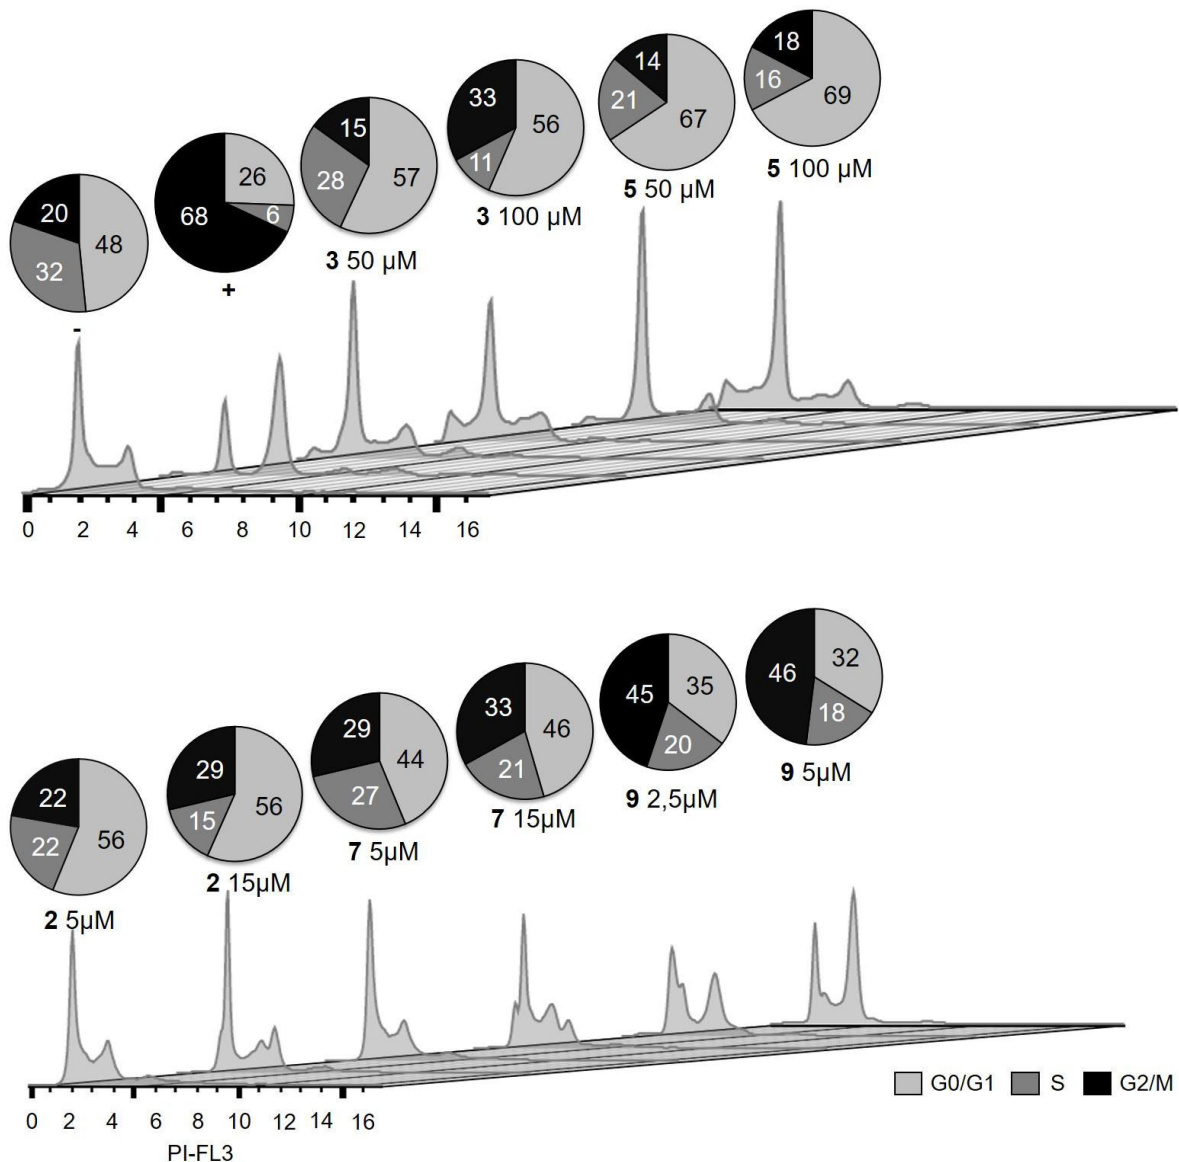 18
16
69
5 100 µM
14
21
67
5 50 µM
33
11
56
3 100 µM
15
28
57
3 50 µM
26
6
68
+
20
32
48
-
0 2 4 6 8 10 12 14 16
46
32
18
9 5µM
45
35
20
9 2,5µM
33
46
21
7 15µM
29
44
27
7 5µM
29
15
56
2 15µM
22
22
56
2 5µM
G0/G1 S G2/M
0 2 4 6 8 10 12 14 16
PI-FL3